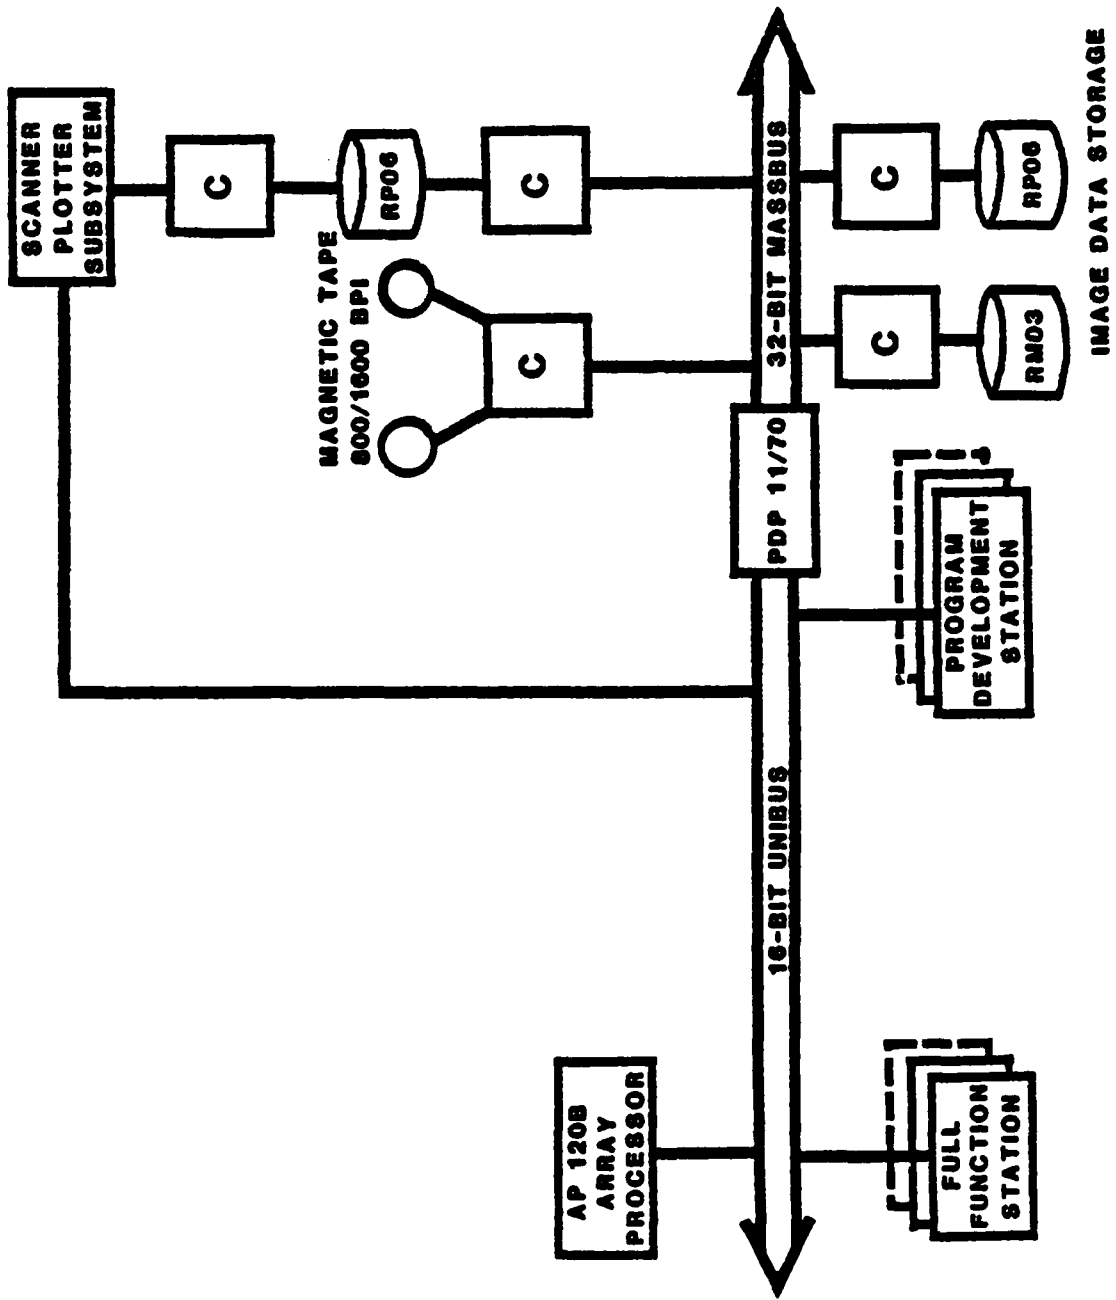 SCANNER
PLOTTER
SUBSYSTEM
C
RP06
C
MAGNETIC TAPE
800/1600 BPI
C
AP 120B
ARRAY
PROCESSOR
16-BIT UNIBUS
PDP 11/70
32-BIT MASSBUS
FULL
FUNCTION
STATION
PROGRAM
DEVELOPMENT
STATION
C
RM03
C
RP06
IMAGE DATA STORAGE